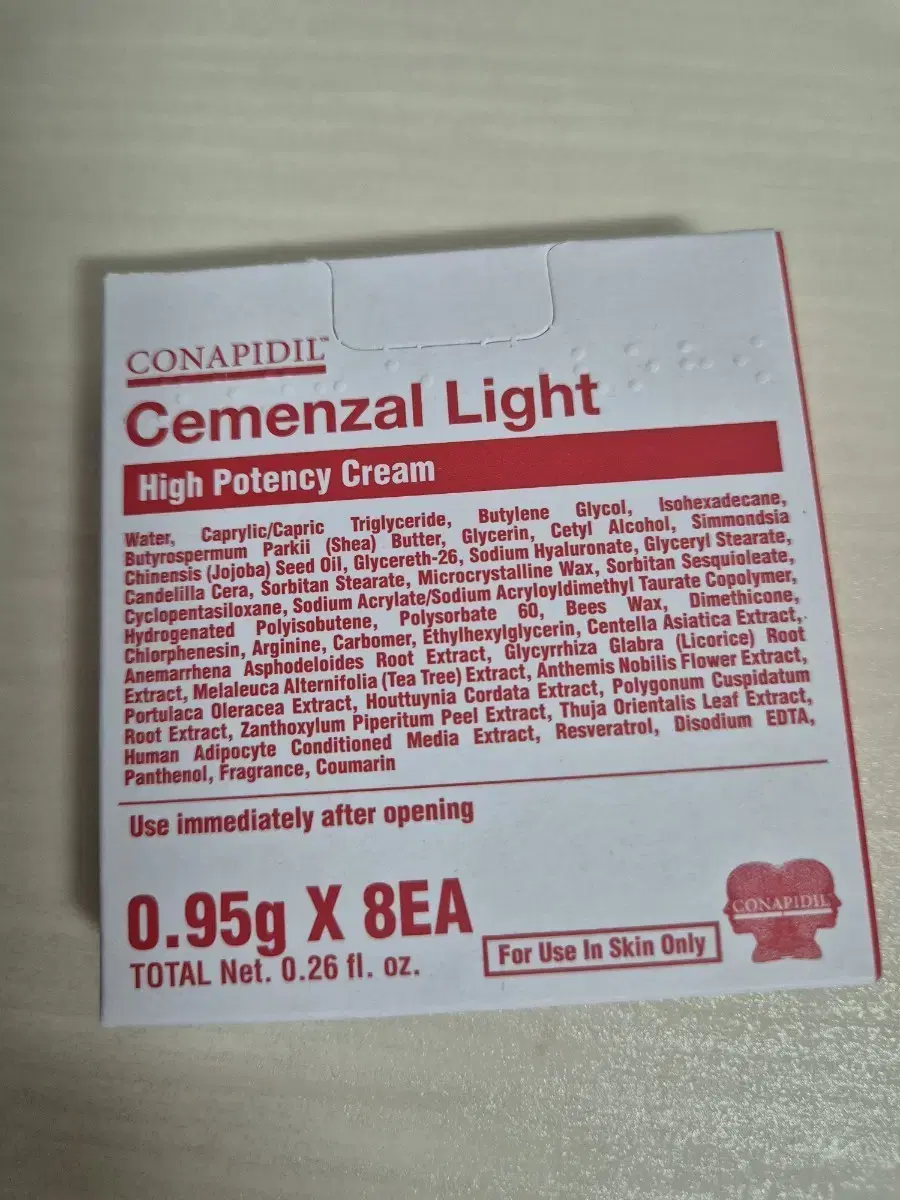 CONAPIDIL™
Cemenzal Light
High Potency Cream
Water, Caprylic/Capric Triglyceride, Butylene Glycol, Isohexadecane,
Butyrospermum Parkii (Shea) Butter, Glycerin, Cetyl Alcohol, Simmondsia
Chinensis (Jojoba) Seed Oil, Glycereth-26, Sodium Hyaluronate, Glyceryl Stearate,
Candelilla Cera, Sorbitan Stearate, Microcrystalline Wax, Sorbitan Sesquioleate,
Cyclopentasiloxane, Sodium Acrylate/Sodium Acryloyldimethyl Taurate Copolymer,
Hydrogenated Polyisobutene, Polysorbate 60, Bees Wax, Dimethicone,
Chlorphenesin, Arginine, Carbomer, Ethylhexylglycerin, Centella Asiatica Extract,
Anemarrhena Asphodeloides Root Extract, Glycyrrhiza Glabra (Licorice) Root
Extract, Melaleuca Alternifolia (Tea Tree) Extract, Anthemis Nobilis Flower Extract,
Portulaca Oleracea Extract, Houttuynia Cordata Extract, Polygonum Cuspidatum
Root Extract, Zanthoxylum Piperitum Peel Extract, Thuja Orientalis Leaf Extract,
Human Adipocyte Conditioned Media Extract, Resveratrol, Disodium EDTA,
Panthenol, Fragrance, Coumarin
Use immediately after opening
0.95g X 8EA
TOTAL Net. 0.26 fl. oz.
For Use In Skin Only
CONAPIDIL